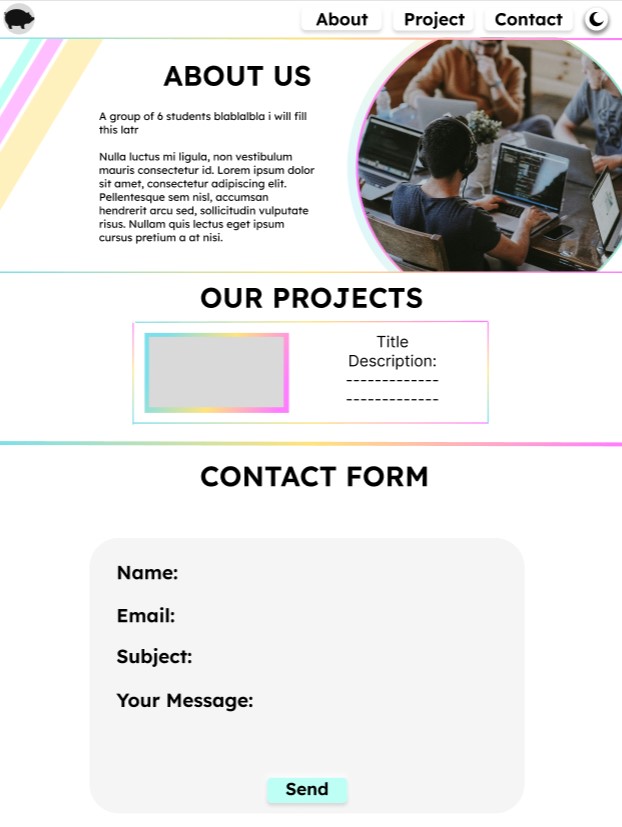 About
Project
Contact
ABOUT US
A group of 6 students blablalbla i will fill
this latr
Nulla luctus mi ligula, non vestibulum
mauris consectetur id. Lorem ipsum dolor
sit amet, consectetur adipiscing elit.
Pellentesque sem nisl, accumsan
hendrerit arcu sed, sollicitudin vulputate
risus. Nullam quis lectus eget ipsum
cursus pretium a at nisi.
OUR PROJECTS
Title
Description:
-------------
-------------
CONTACT FORM
Name:
Email:
Subject:
Your Message:
Send